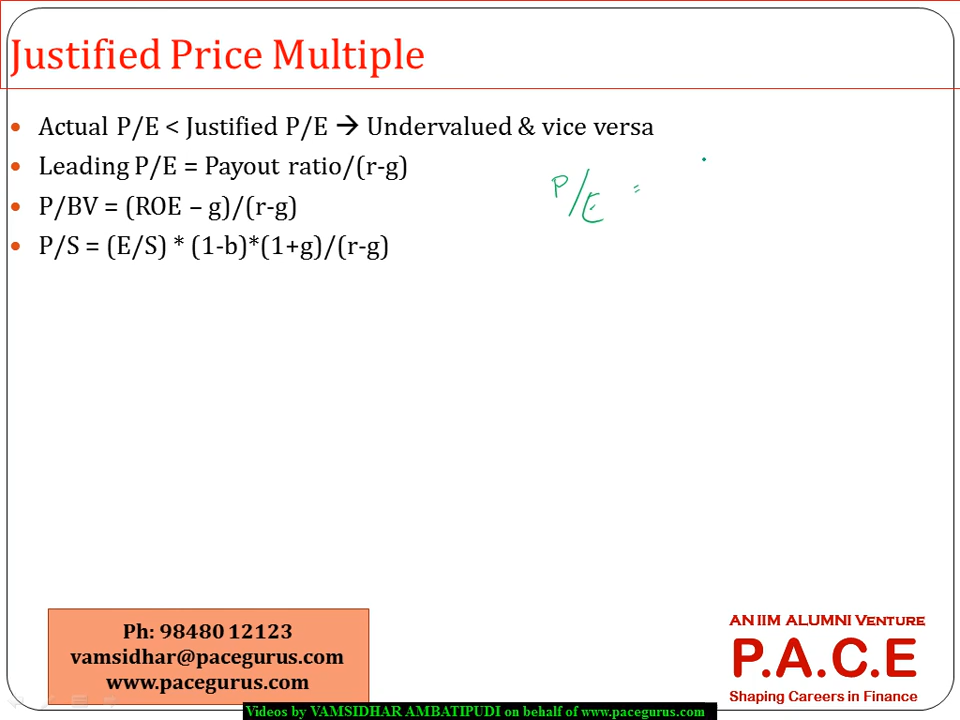 Justified Price Multiple
Actual P/E < Justified P/E → Undervalued & vice versa
Leading P/E = Payout ratio/(r-g)
P/BV = (ROE – g)/(r-g)
P/S = (E/S) * (1-b)*(1+g)/(r-g)
P/E =
Ph: 98480 12123
vamsidhar@pacegurus.com
www.pacegurus.com
AN IIM ALUMNI VENTURE
P.A.C.E
Shaping Careers in Finance
Videos by VAMSIDHAR AMBATIPUDI on behalf of www.pacegurus.com